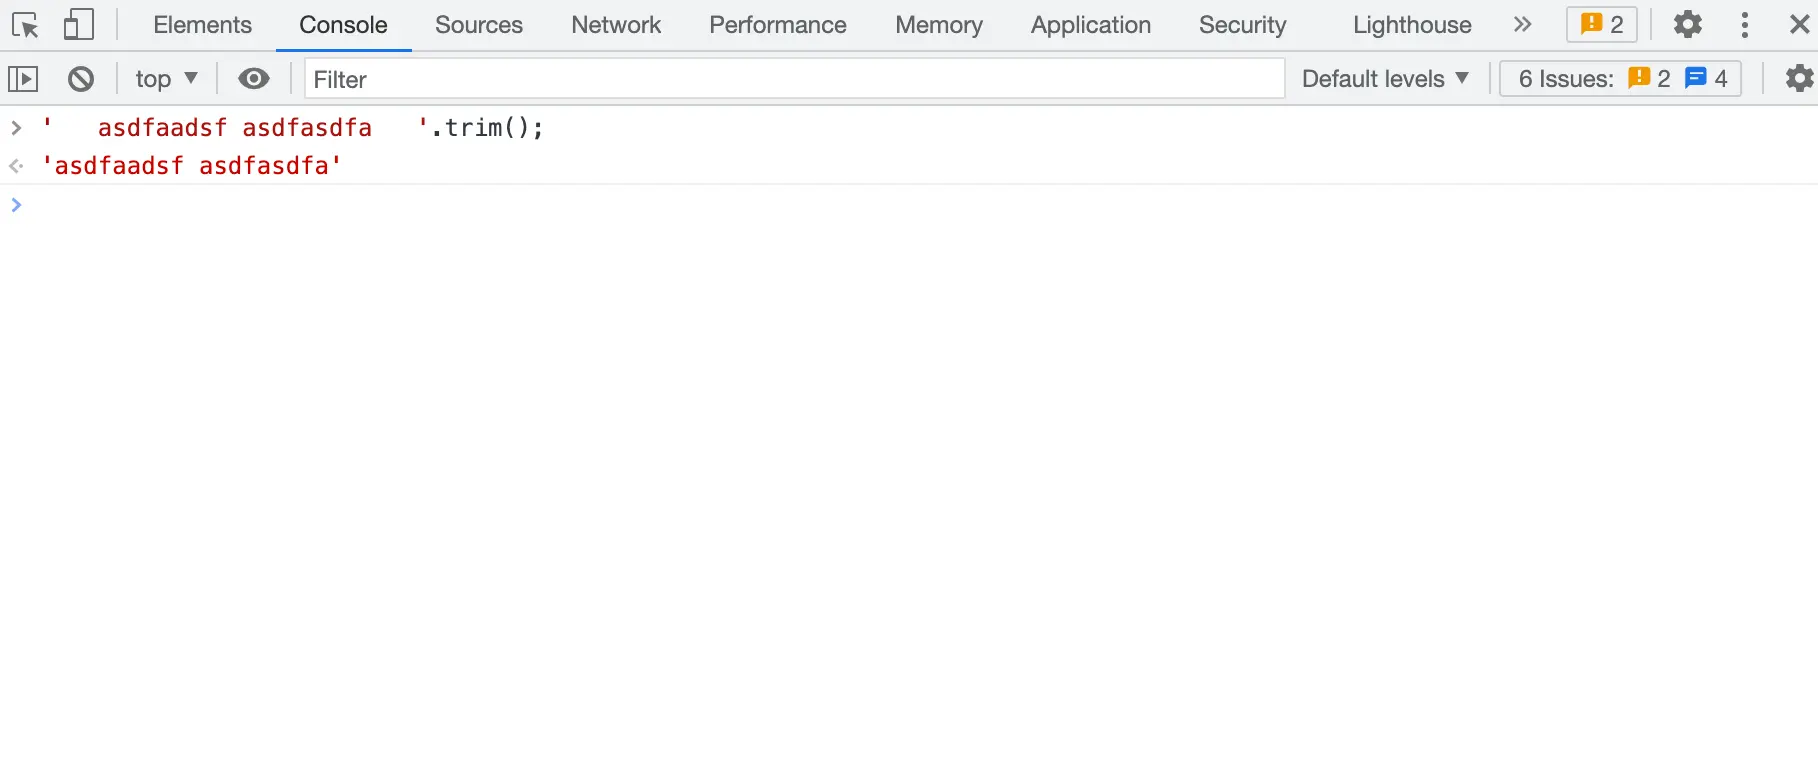 Elements Console Sources Network Performance Memory Application Security Lighthouse » 2
top ▼ Filter Default levels ▼ 6 Issues: 2 4
> '   asdfaadsf asdfasdfa   '.trim();
'asdfaadsf asdfasdfa'
>